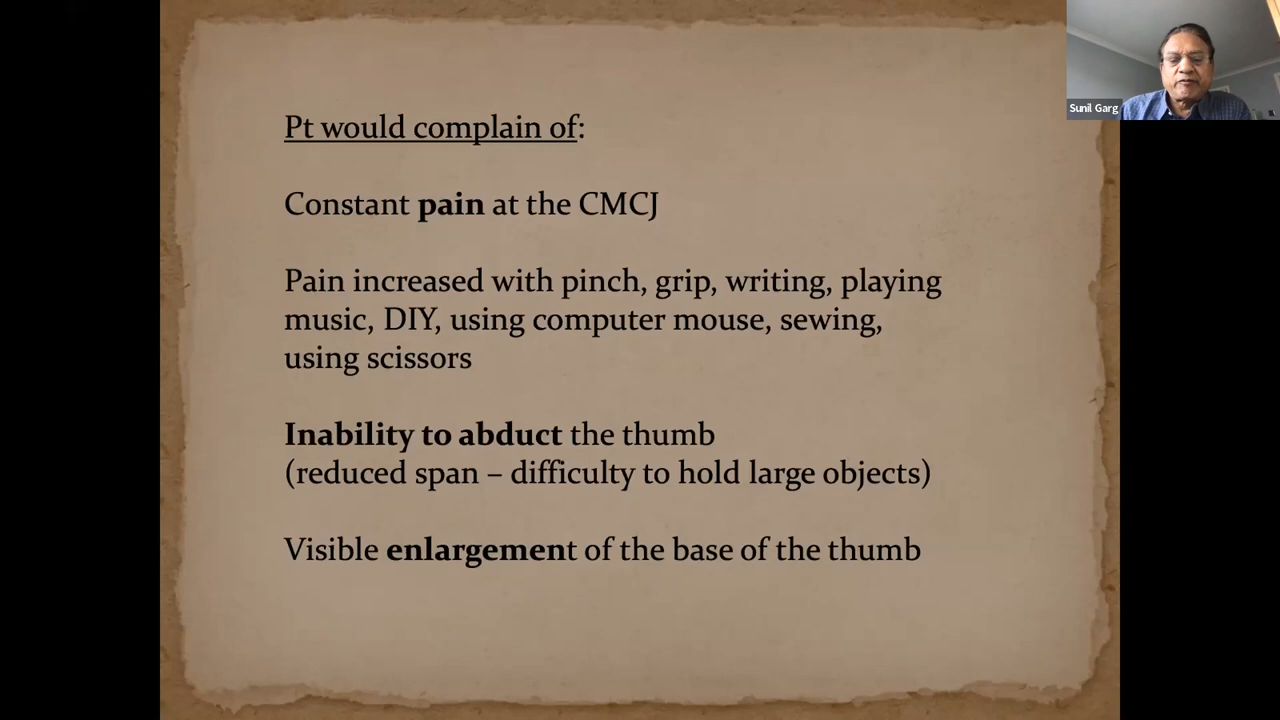 Pt would complain of:
Constant pain at the CMCJ
Pain increased with pinch, grip, writing, playing
music, DIY, using computer mouse, sewing,
using scissors
Inability to abduct the thumb
(reduced span – difficulty to hold large objects)
Visible enlargement of the base of the thumb
Sunil Garg